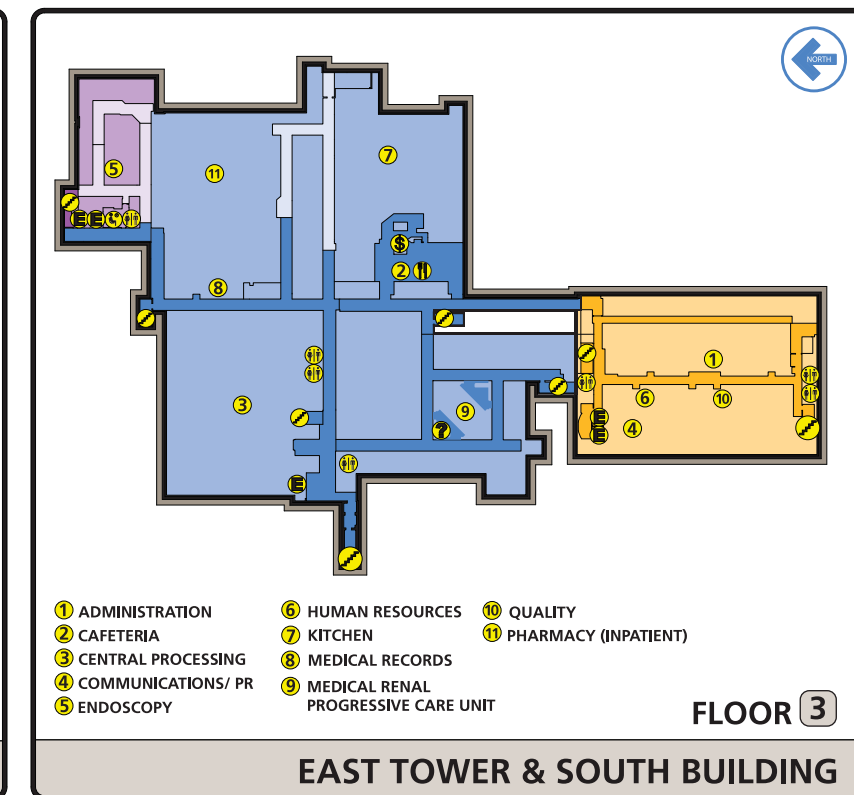 NORTH
5
11
7
E E
$
2
8
1
3
9
6
10
?
E
E
4
E
1 ADMINISTRATION
2 CAFETERIA
3 CENTRAL PROCESSING
4 COMMUNICATIONS/ PR
5 ENDOSCOPY
6 HUMAN RESOURCES
7 KITCHEN
8 MEDICAL RECORDS
9 MEDICAL RENAL
PROGRESSIVE CARE UNIT
10 QUALITY
11 PHARMACY (INPATIENT)
FLOOR 3
EAST TOWER & SOUTH BUILDING